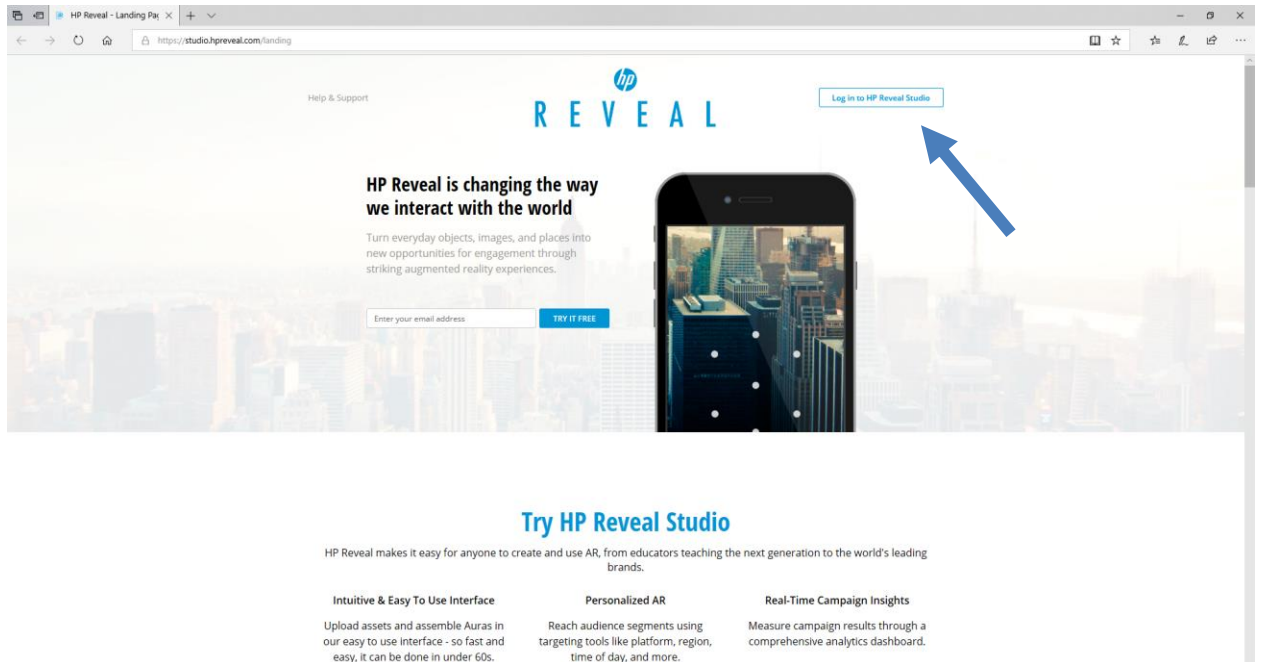 HP Reveal - Landing Pag
https://studio.hpreveal.com/landing
Help & Support
hp
REVEAL
Log in to HP Reveal Studio
HP Reveal is changing the way
we interact with the world
Turn everyday objects, images, and places into
new opportunities for engagement through
striking augmented reality experiences.
Enter your email address
TRY IT FREE
Try HP Reveal Studio
HP Reveal makes it easy for anyone to create and use AR, from educators teaching the next generation to the world's leading
brands.
Intuitive & Easy To Use Interface
Upload assets and assemble Auras in
our easy to use interface - so fast and
easy, it can be done in under 60s.
Personalized AR
Reach audience segments using
targeting tools like platform, region,
time of day, and more.
Real-Time Campaign Insights
Measure campaign results through a
comprehensive analytics dashboard.